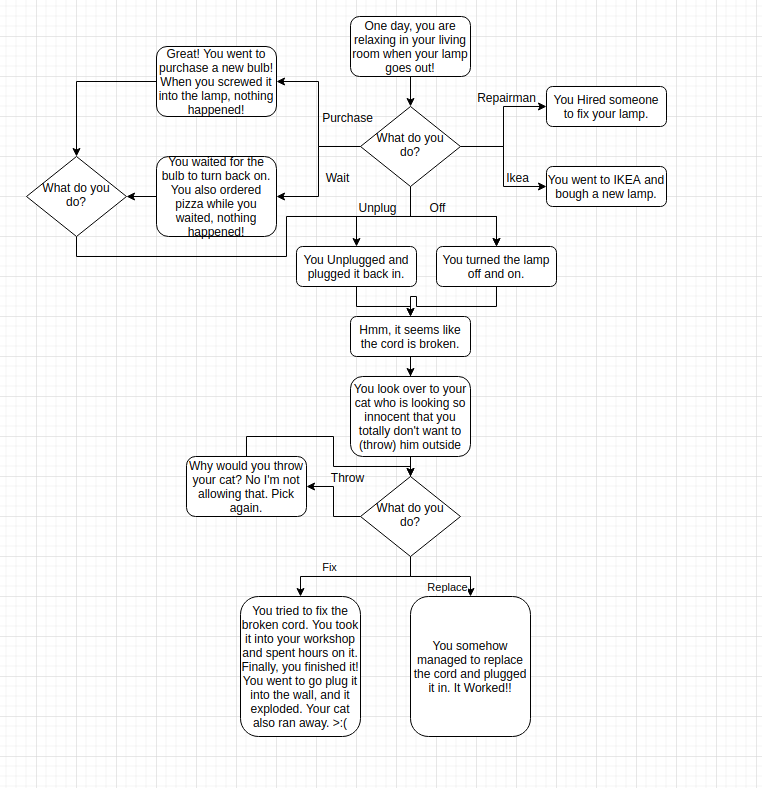 One day, you are
relaxing in your living
room when your lamp
goes out!
Great! You went to
purchase a new bulb!
When you screwed it
into the lamp, nothing
happened!
Repairman
You Hired someone
to fix your lamp.
Purchase
What do you
do?
Wait
Ikea
You went to IKEA and
bough a new lamp.
What do you
do?
You waited for the
bulb to turn back on.
You also ordered
pizza while you
waited, nothing
happened!
Unplug
Off
You Unplugged and
plugged it back in.
You turned the lamp
off and on.
Hmm, it seems like
the cord is broken.
You look over to your
cat who is looking so
innocent that you
totally don't want to
(throw) him outside
Why would you throw
your cat? No I'm not
allowing that. Pick
again.
Throw
What do you
do?
Fix
Replace
You tried to fix the
broken cord. You took
it into your workshop
and spent hours on it.
Finally, you finished it!
You went to go plug it
into the wall, and it
exploded. Your cat
also ran away. >:(
You somehow
managed to replace
the cord and plugged
it in. It Worked!!